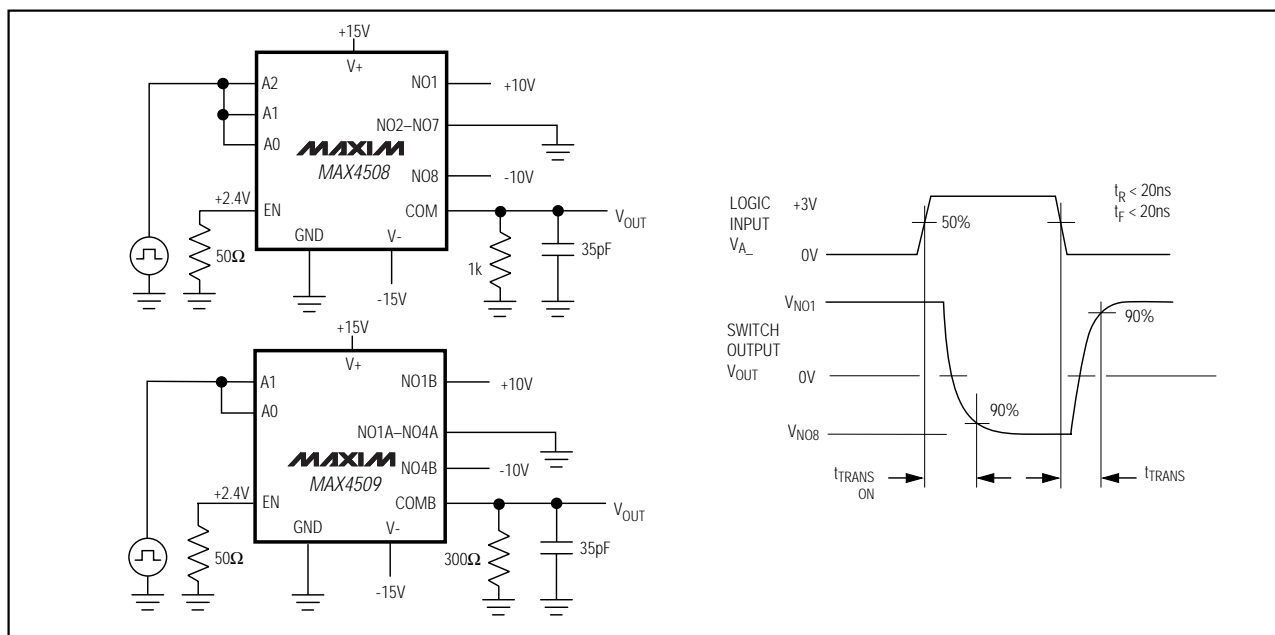 +15V
V+
A2
NO1
+10V
A1
NO2–NO7
A0
MAXIM
MAX4508
NO8
-10V
+2.4V
EN
COM
VOUT
GND
V-
50Ω
1k
35pF
-15V
+15V
V+
A1
NO1B
+10V
A0
NO1A–NO4A
MAXIM
MAX4509
NO4B
-10V
+2.4V
EN
COMB
VOUT
GND
V-
50Ω
300Ω
35pF
-15V
LOGIC
INPUT
VA_
+3V
50%
0V
tR < 20ns
tF < 20ns
VNO1
90%
SWITCH
OUTPUT
VOUT
0V
90%
VNO8
tTRANS
ON
tTRANS